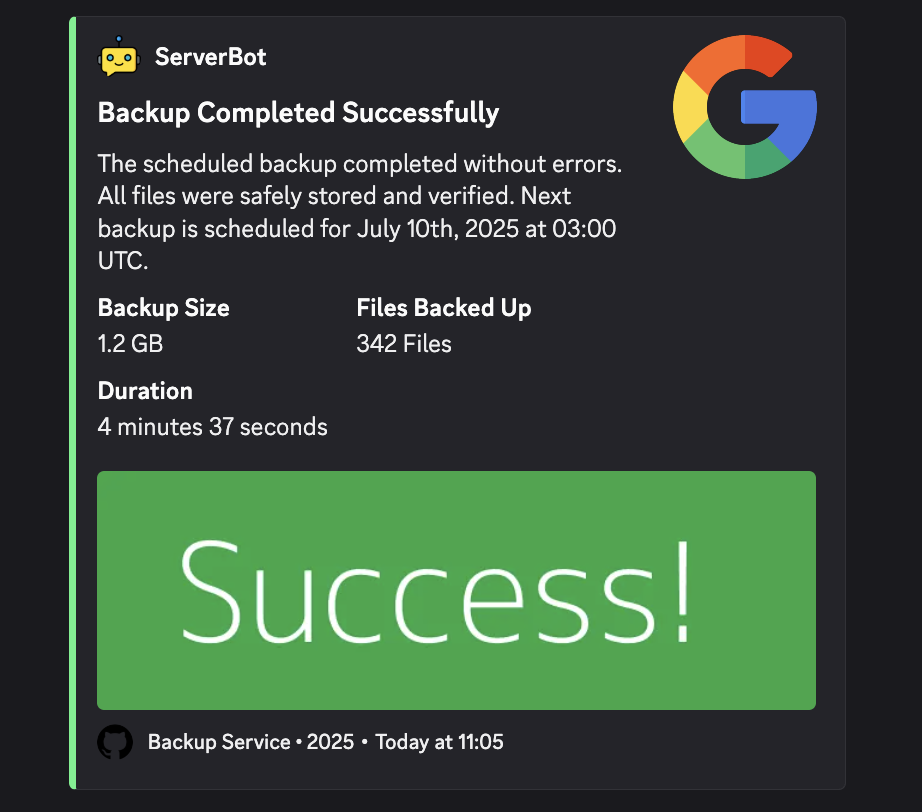 ServerBot
Backup Completed Successfully
The scheduled backup completed without errors.
All files were safely stored and verified. Next
backup is scheduled for July 10th, 2025 at 03:00
UTC.
Backup Size
1.2 GB
Files Backed Up
342 Files
Duration
4 minutes 37 seconds
Success!
Backup Service • 2025 • Today at 11:05